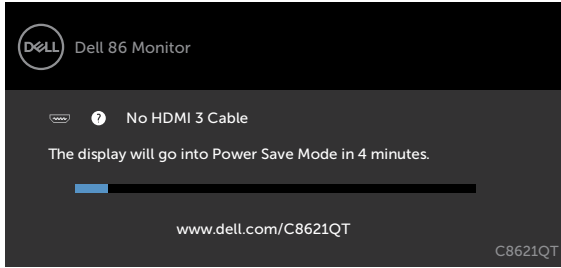 DELL
Dell 86 Monitor
? No HDMI 3 Cable
The display will go into Power Save Mode in 4 minutes.
www.dell.com/C8621QT
C8621QT